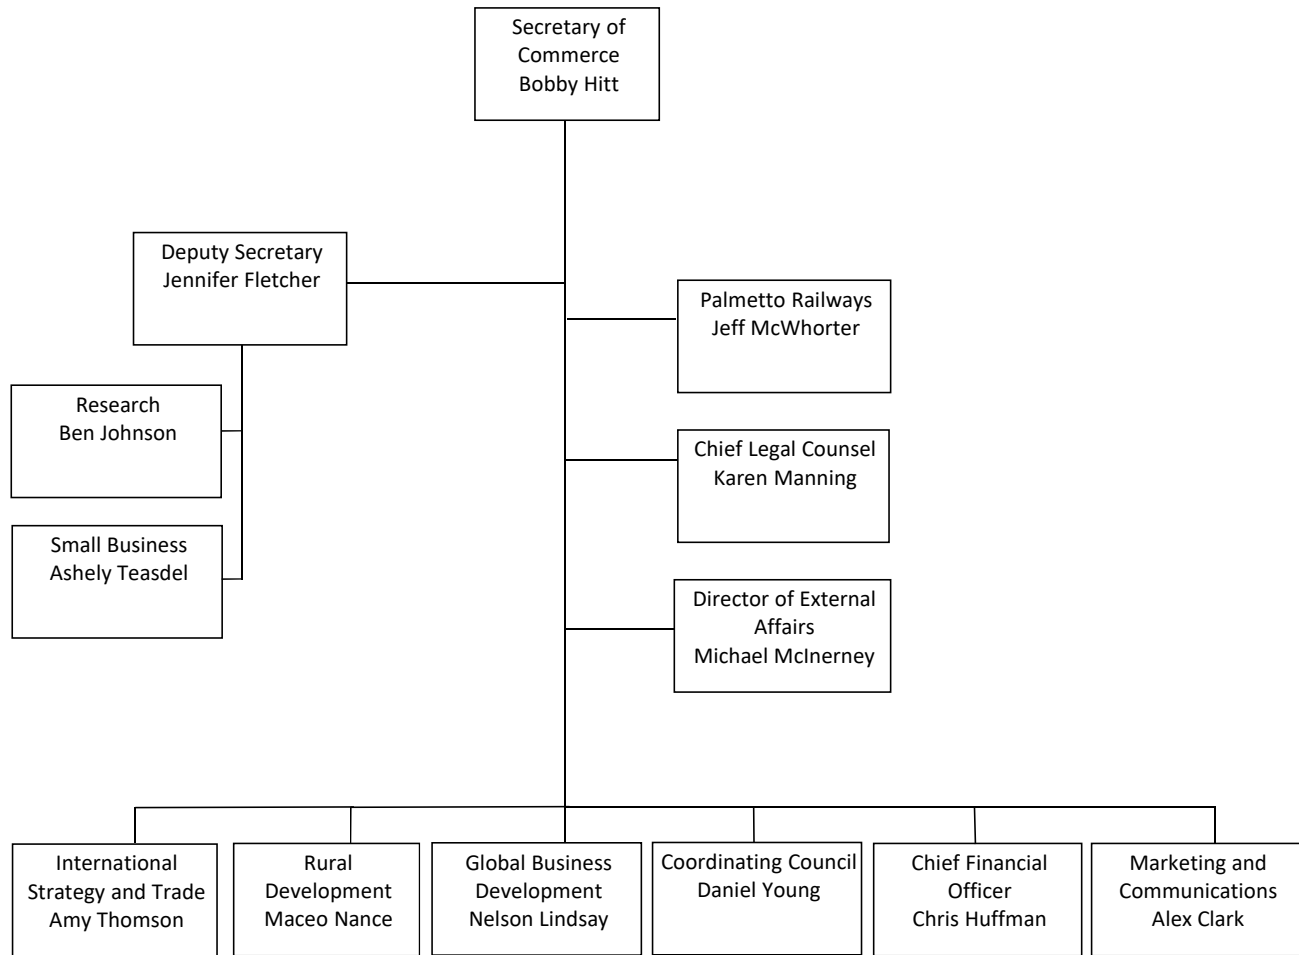 Secretary of
Commerce
Bobby Hitt
Deputy Secretary
Jennifer Fletcher
Palmetto Railways
Jeff McWhorter
Research
Ben Johnson
Chief Legal Counsel
Karen Manning
Small Business
Ashely Teasdel
Director of External
Affairs
Michael McInerney
International
Strategy and Trade
Amy Thomson
Rural
Development
Maceo Nance
Global Business
Development
Nelson Lindsay
Coordinating Council
Daniel Young
Chief Financial
Officer
Chris Huffman
Marketing and
Communications
Alex Clark